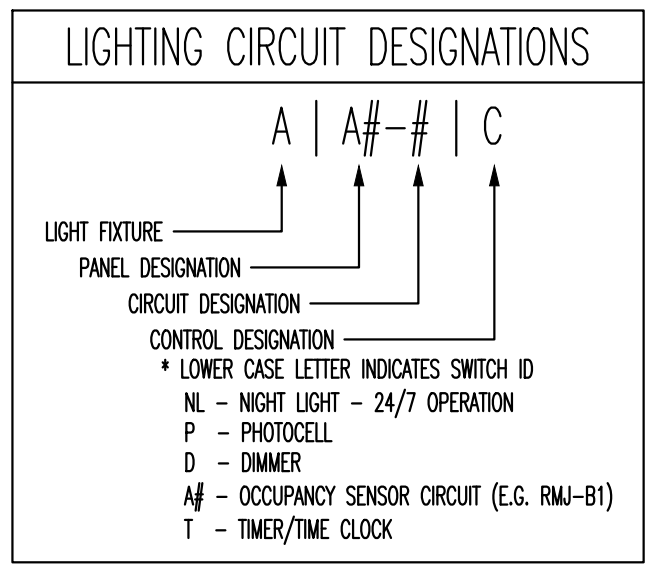 LIGHTING CIRCUIT DESIGNATIONS
A | A#-# | C
LIGHT FIXTURE
PANEL DESIGNATION
CIRCUIT DESIGNATION
CONTROL DESIGNATION
* LOWER CASE LETTER INDICATES SWITCH ID
NL - NIGHT LIGHT - 24/7 OPERATION
P - PHOTOCELL
D - DIMMER
A# - OCCUPANCY SENSOR CIRCUIT (E.G. RMJ-B1)
T - TIMER/TIME CLOCK